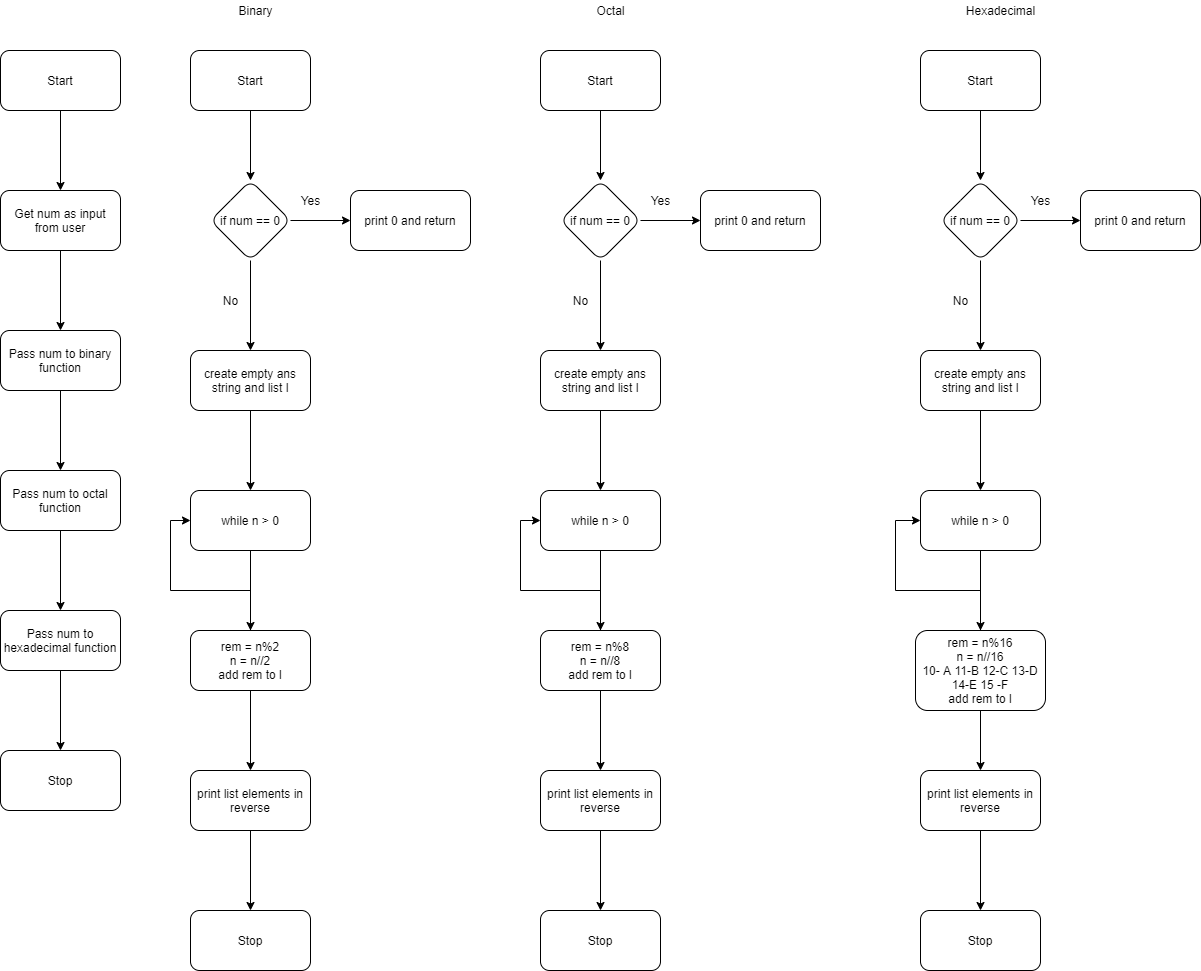 Binary
Octal
Hexadecimal
Start
Get num as input
from user
Pass num to binary
function
Pass num to octal
function
Pass num to
hexadecimal function
Stop
Start
if num == 0
Yes
print 0 and return
No
create empty ans
string and list l
while n > 0
rem = n%2
n = n//2
add rem to l
print list elements in
reverse
Stop
Start
if num == 0
Yes
print 0 and return
No
create empty ans
string and list l
while n > 0
rem = n%8
n = n//8
add rem to l
print list elements in
reverse
Stop
Start
if num == 0
Yes
print 0 and return
No
create empty ans
string and list l
while n > 0
rem = n%16
n = n//16
10- A 11-B 12-C 13-D
14-E 15 -F
add rem to l
print list elements in
reverse
Stop